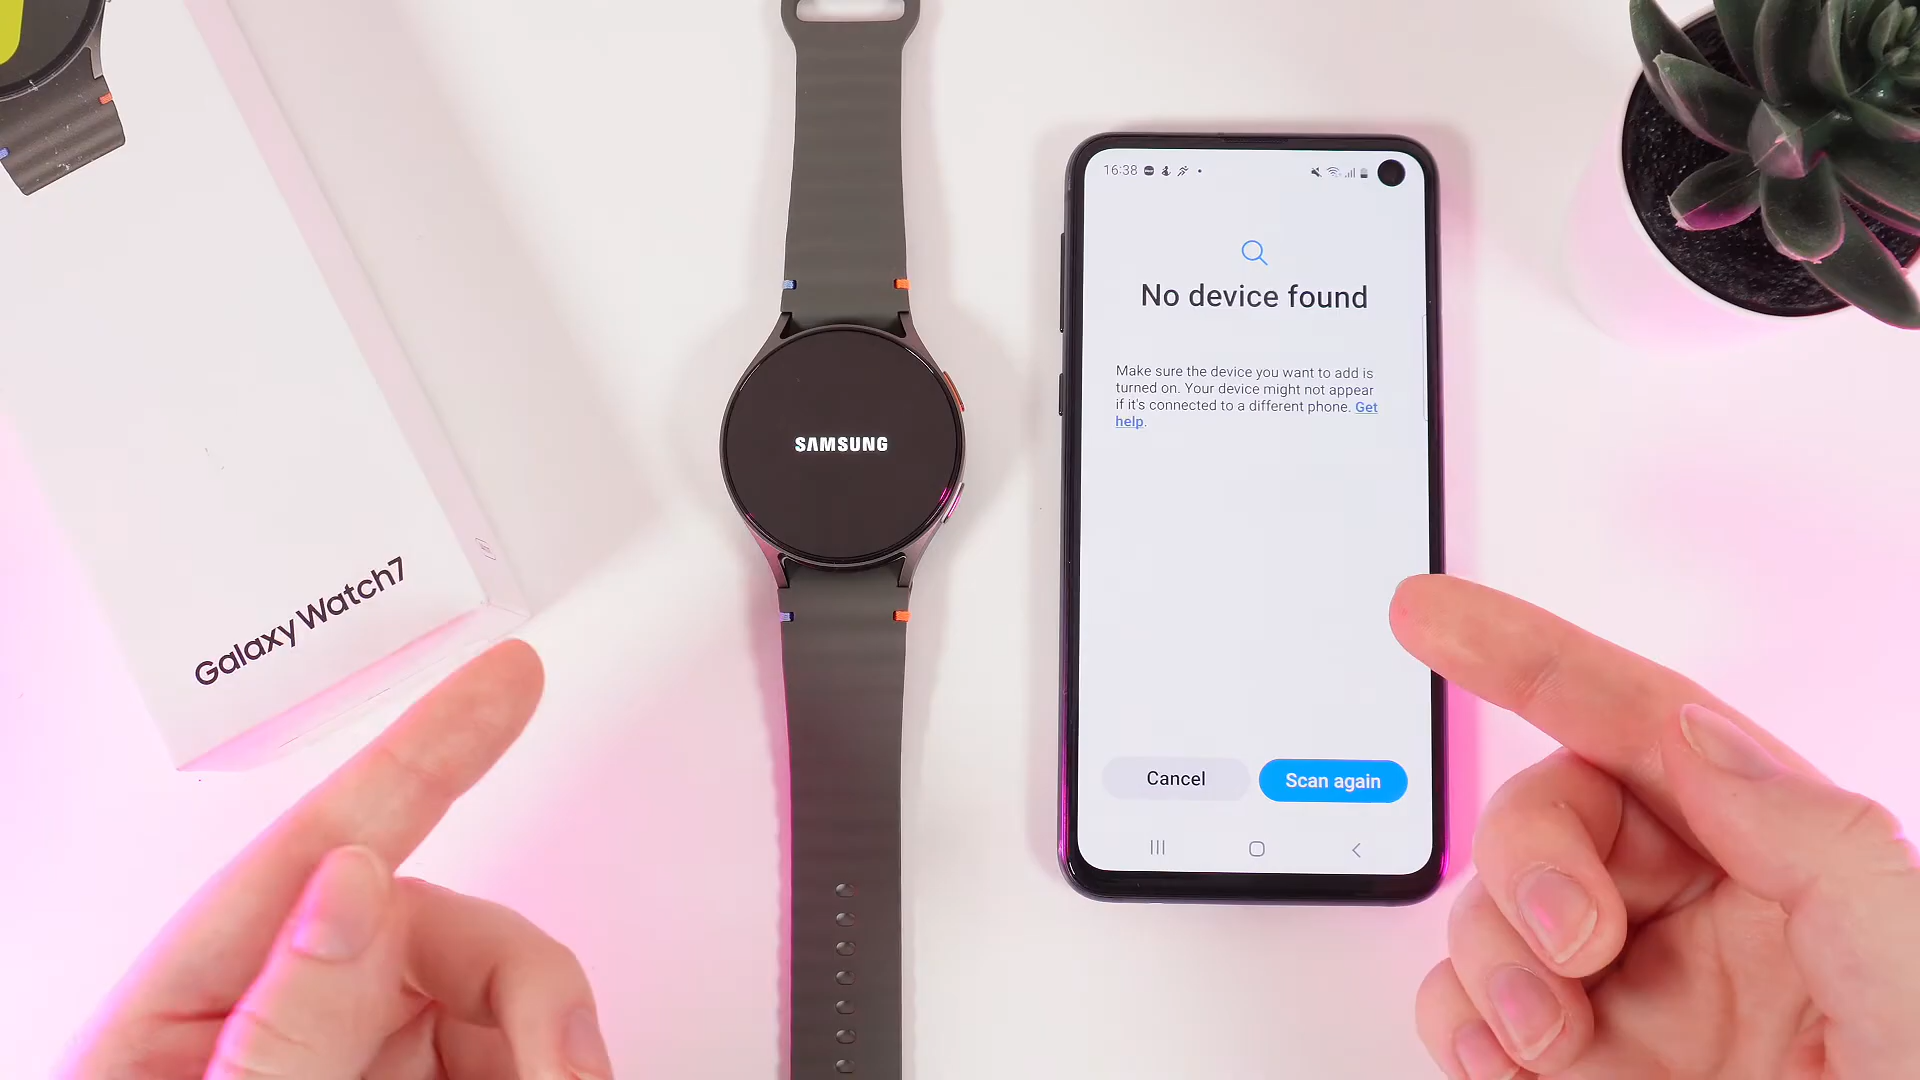 Galaxy Watch7
SAMSUNG
16:38
No device found
Make sure the device you want to add is
turned on. Your device might not appear
if it's connected to a different phone. Get
help.
Cancel
Scan again